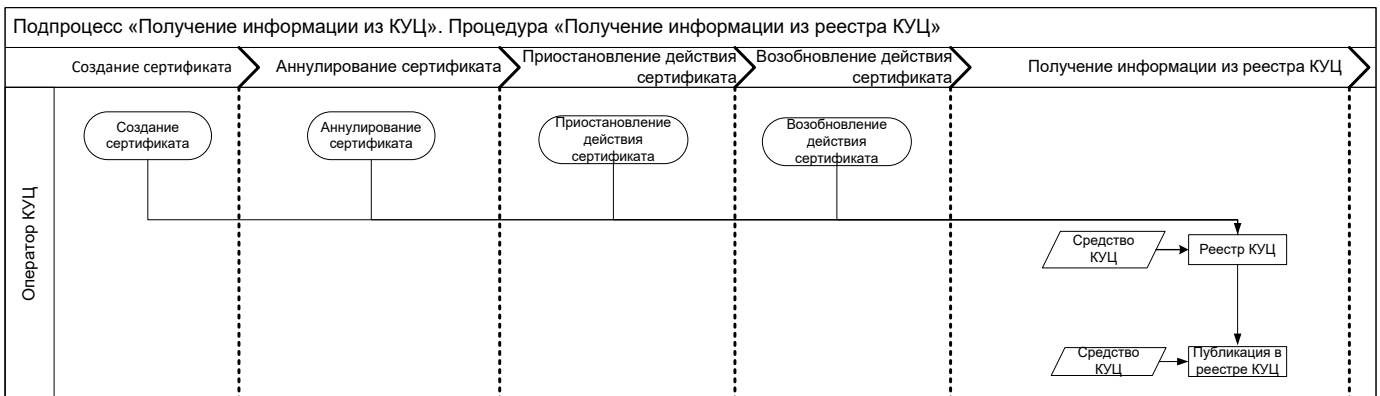 Подпроцесс «Получение информации из КУЦ». Процедура «Получение информации из реестра КУЦ»
Создание сертификата
Аннулирование сертификата
Приостановление действия
сертификата
Возобновление действия
сертификата
Получение информации из реестра КУЦ
Оператор КУЦ
Создание
сертификата
Аннулирование
сертификата
Приостановление
действия
сертификата
Возобновление
действия
сертификата
Средство
КУЦ
Реестр КУЦ
Средство
КУЦ
Публикация в
реестре КУЦ